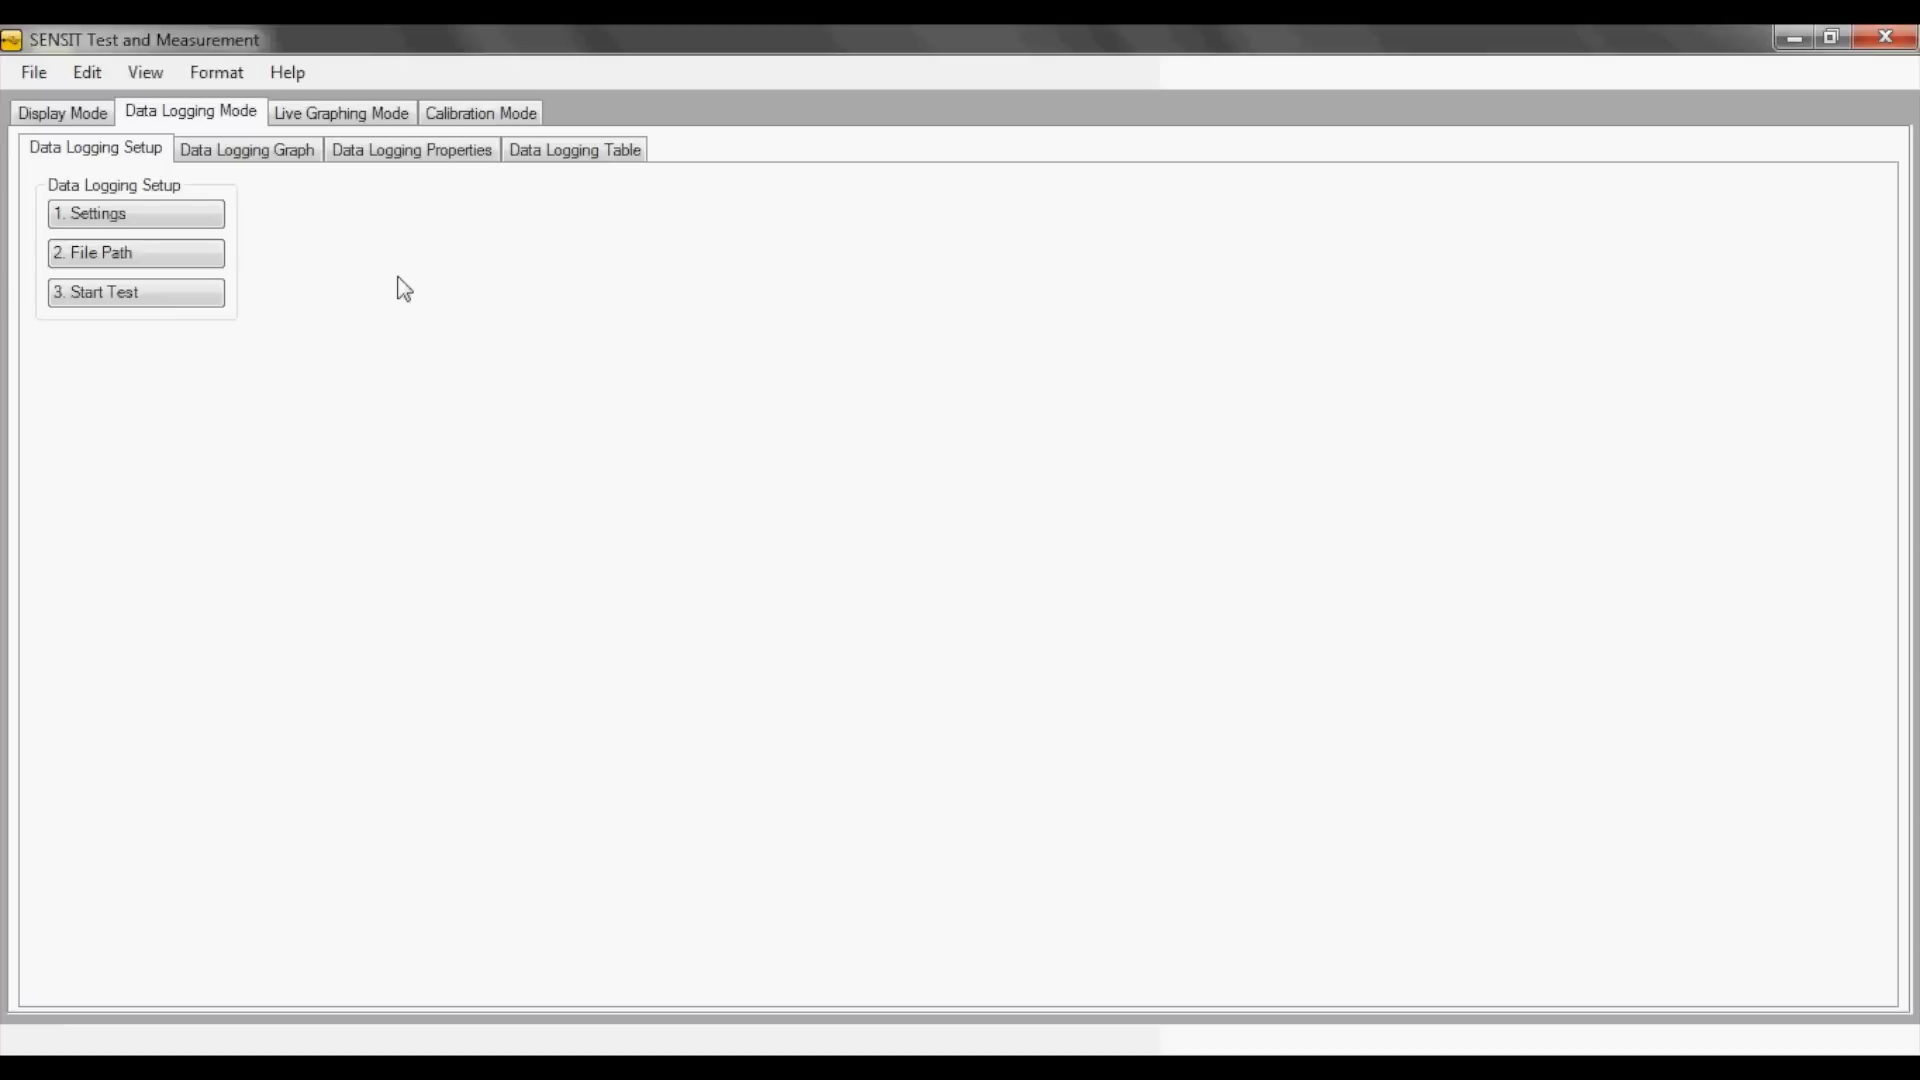 SENSIT Test and Measurement
File Edit View Format Help
Display Mode Data Logging Mode Live Graphing Mode Calibration Mode
Data Logging Setup Data Logging Graph Data Logging Properties Data Logging Table
Data Logging Setup
1. Settings
2. File Path
3. Start Test